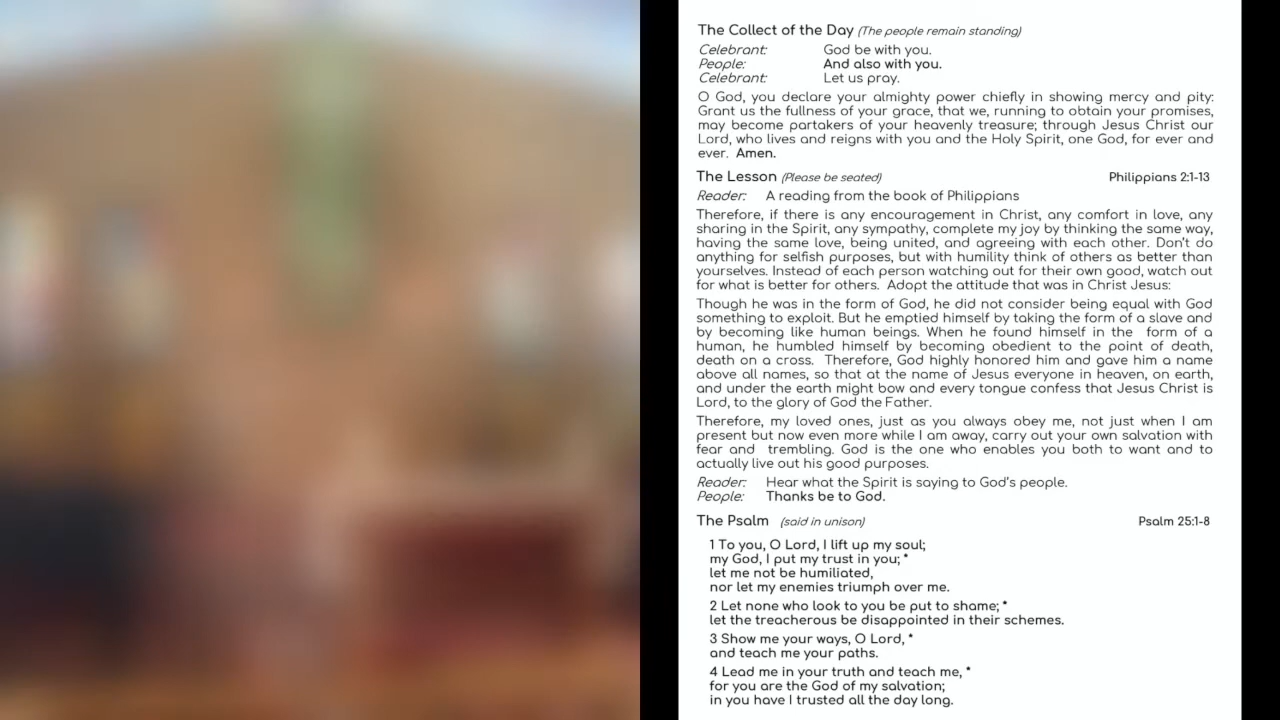 The Collect of the Day (The people remain standing)
Celebrant: God be with you.
People: And also with you.
Celebrant: Let us pray.
O God, you declare your almighty power chiefly in showing mercy and pity:
Grant us the fullness of your grace, that we, running to obtain your promises,
may become partakers of your heavenly treasure; through Jesus Christ our
Lord, who lives and reigns with you and the Holy Spirit, one God, for ever and
ever. Amen.
The Lesson (Please be seated) Philippians 2:1-13
Reader: A reading from the book of Philippians
Therefore, if there is any encouragement in Christ, any comfort in love, any
sharing in the Spirit, any sympathy, complete my joy by thinking the same way,
having the same love, being united, and agreeing with each other. Don't do
anything for selfish purposes, but with humility think of others as better than
yourselves. Instead of each person watching out for their own good, watch out
for what is better for others. Adopt the attitude that was in Christ Jesus:
Though he was in the form of God, he did not consider being equal with God
something to exploit. But he emptied himself by taking the form of a slave and
by becoming like human beings. When he found himself in the form of a
human, he humbled himself by becoming obedient to the point of death,
death on a cross. Therefore, God highly honored him and gave him a name
above all names, so that at the name of Jesus everyone in heaven, on earth,
and under the earth might bow and every tongue confess that Jesus Christ is
Lord, to the glory of God the Father.
Therefore, my loved ones, just as you always obey me, not just when I am
present but now even more while I am away, carry out your own salvation with
fear and trembling. God is the one who enables you both to want and to
actually live out his good purposes.
Reader: Hear what the Spirit is saying to God's people.
People: Thanks be to God.
The Psalm (said in unison) Psalm 25:1-8
1 To you, O Lord, I lift up my soul;
my God, I put my trust in you; *
let me not be humiliated,
nor let my enemies triumph over me.
2 Let none who look to you be put to shame; *
let the treacherous be disappointed in their schemes.
3 Show me your ways, O Lord, *
and teach me your paths.
4 Lead me in your truth and teach me, *
for you are the God of my salvation;
in you have I trusted all the day long.